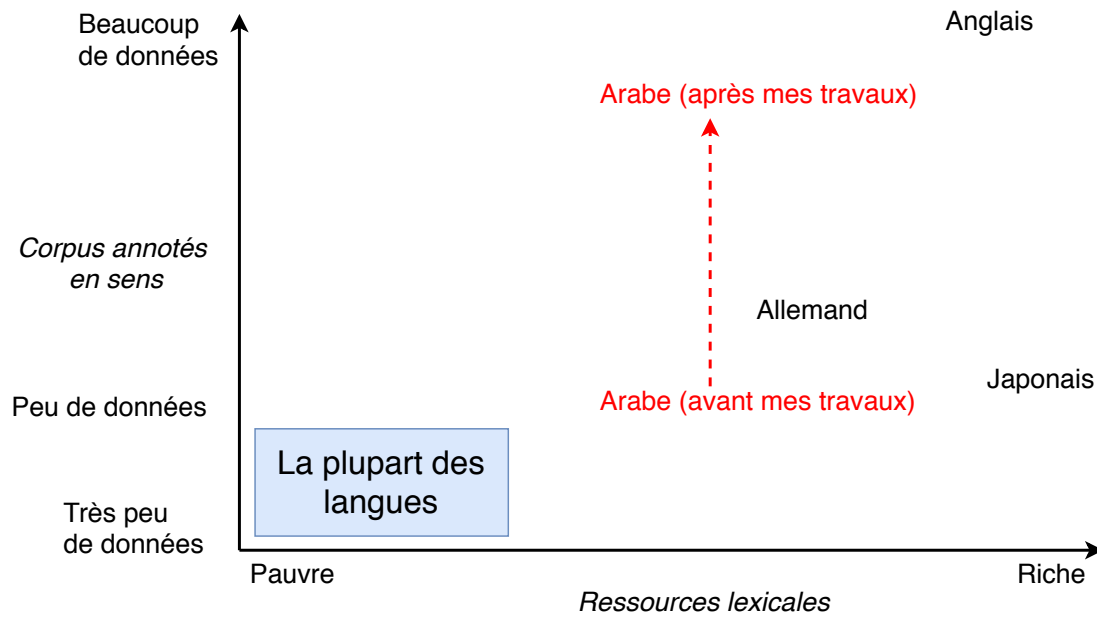 Beaucoup
de données
Anglais
Arabe (après mes travaux)
Corpus annotés
en sens
Allemand
Japonais
Peu de données
Arabe (avant mes travaux)
La plupart des
langues
Très peu
de données
Pauvre
Riche
Ressources lexicales